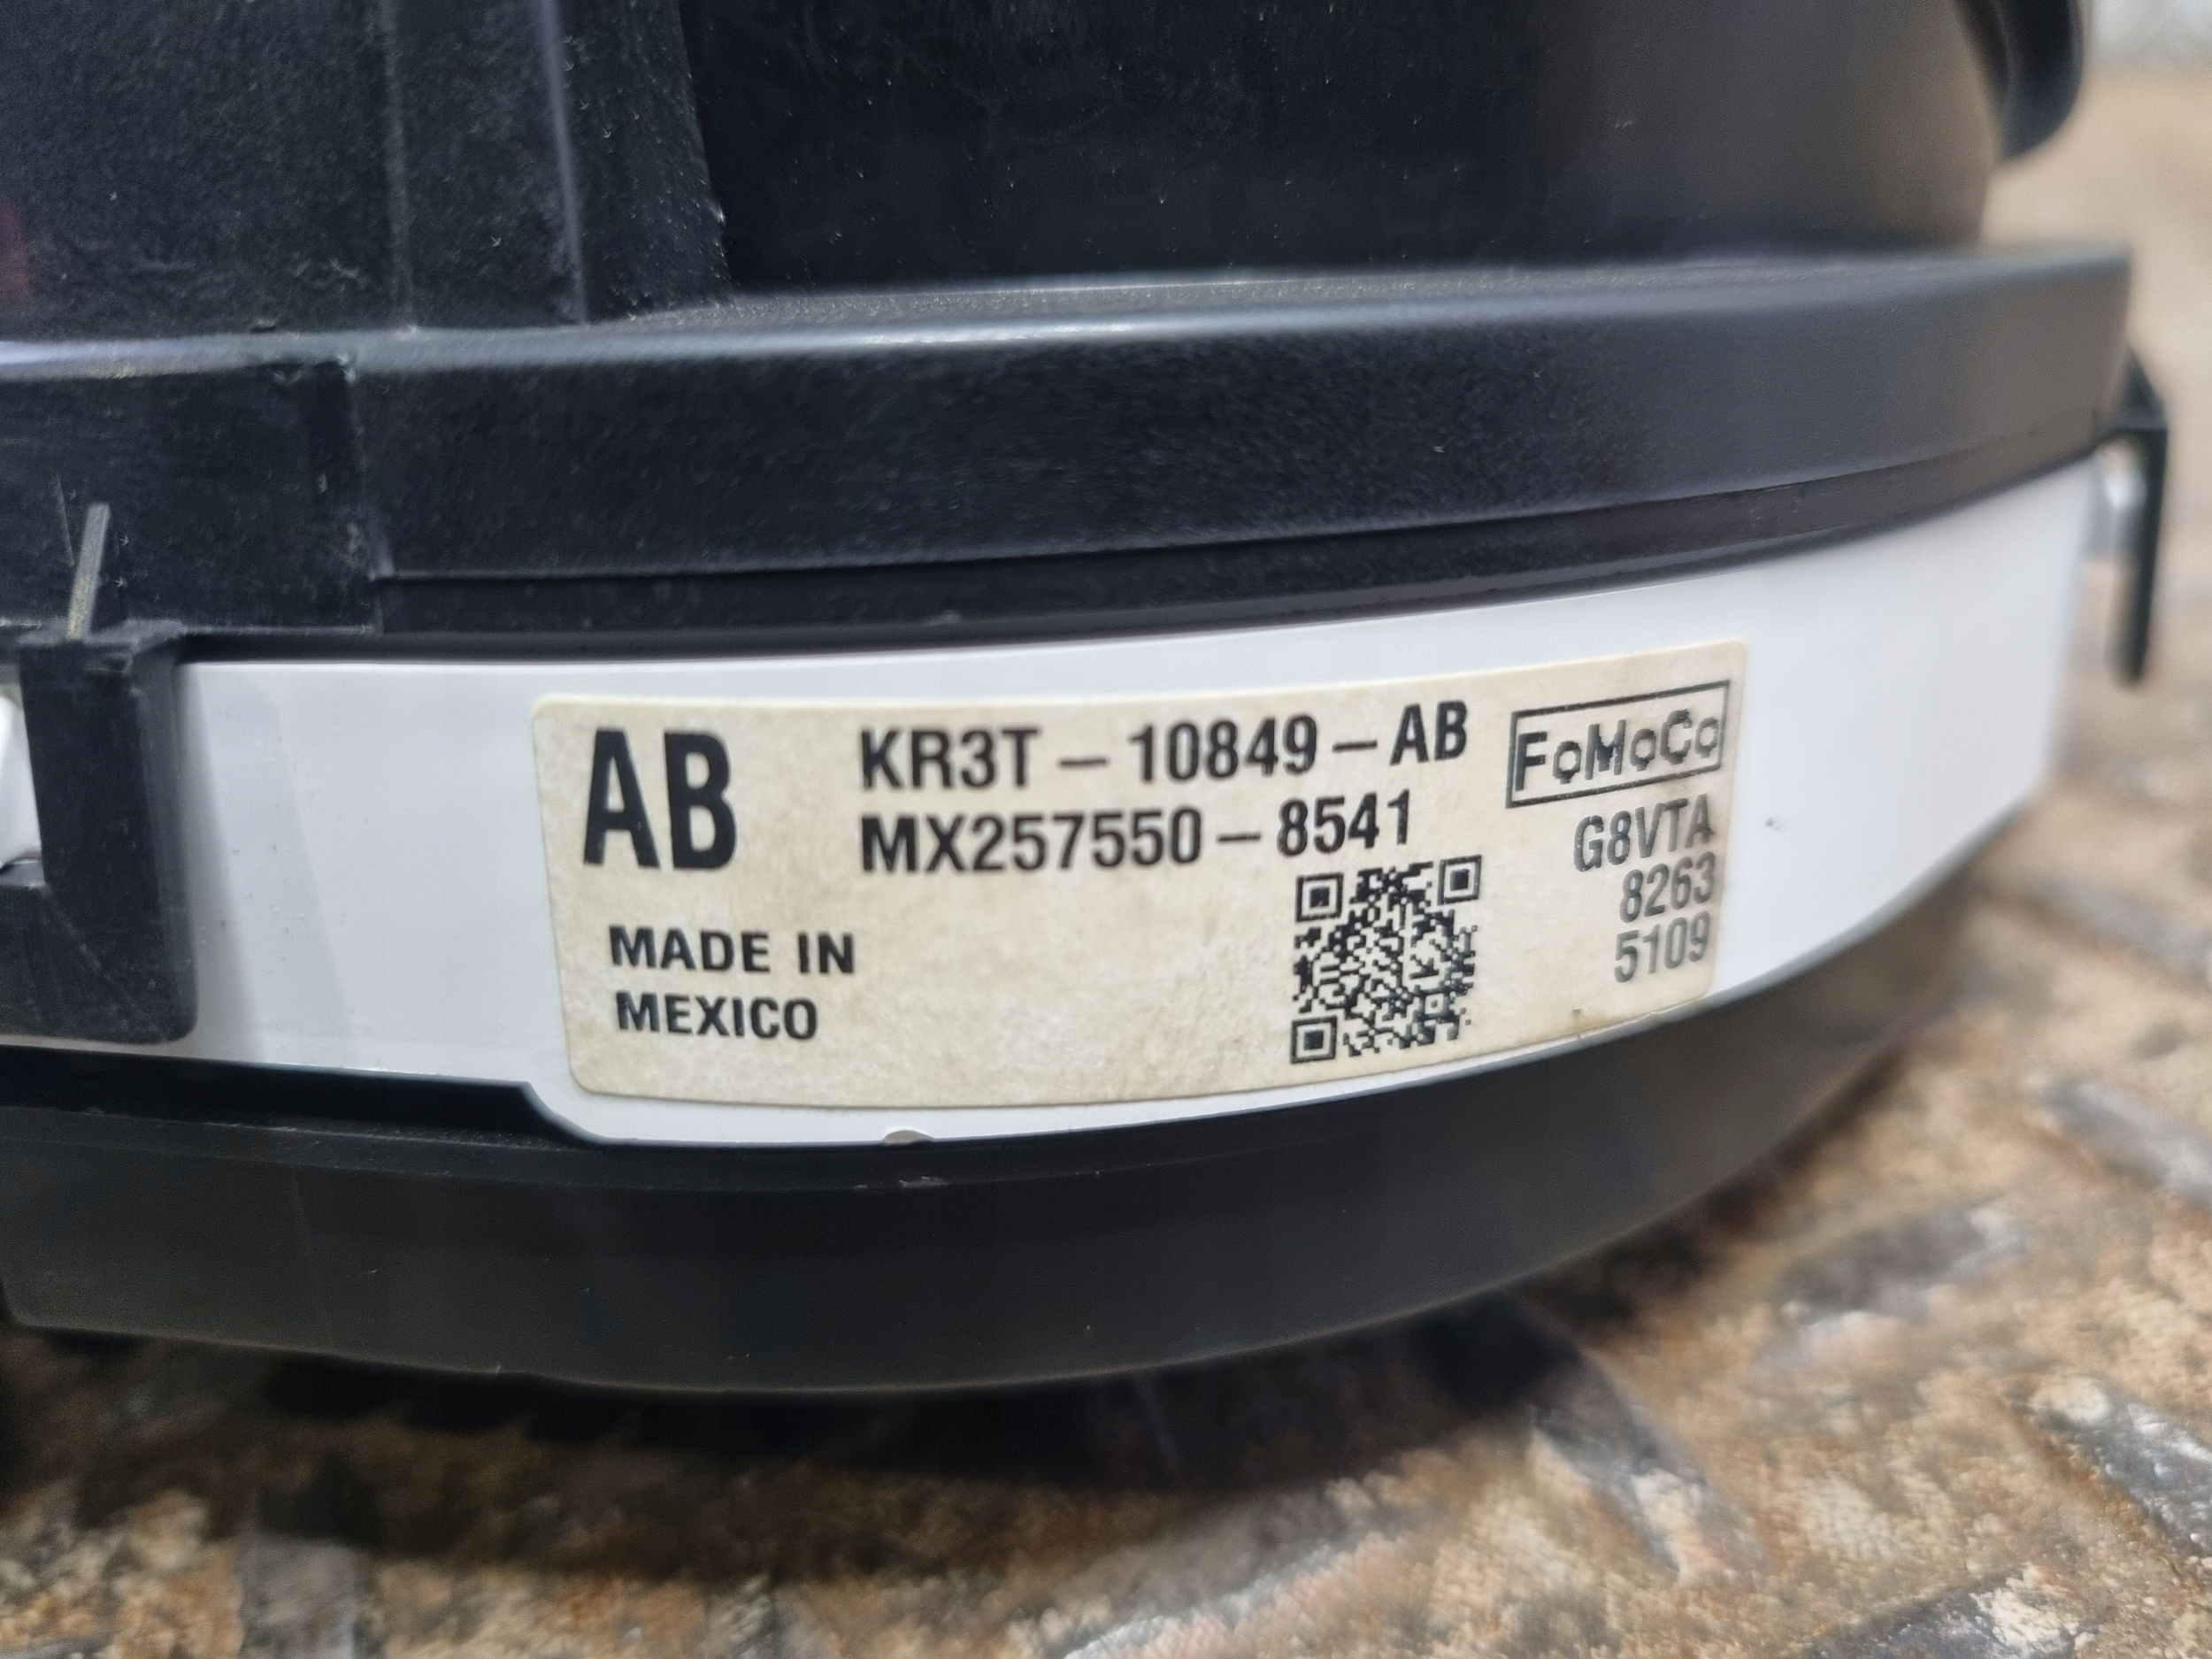 AB
KR3T-10849-AB
MX257550-8541
MADE IN
MEXICO
FoMoCo
G8VTA
8263
5109